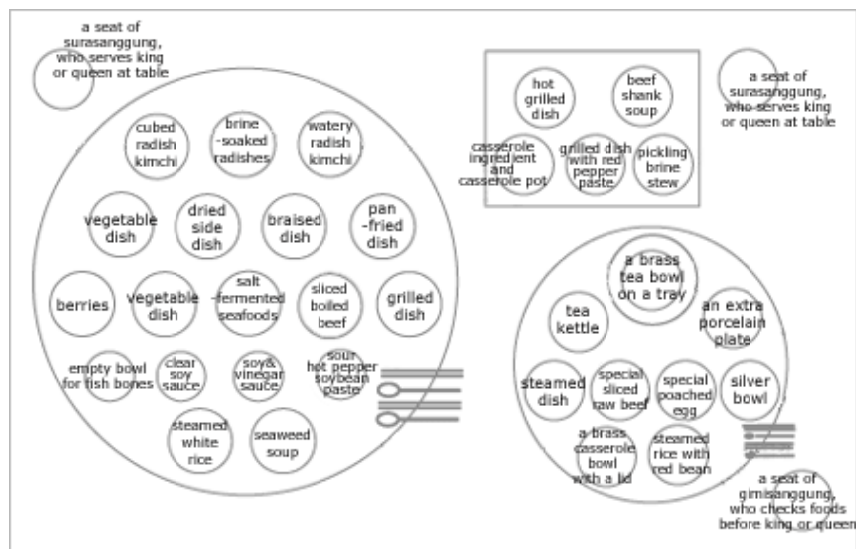 a seat of
surasanggung,
who serves king
or queen at table
cubed
radish
kimchi
brine
-soaked
radishes
watery
radish
kimchi
vegetable
dish
dried
side
dish
braised
dish
pan
-fried
dish
berries
vegetable
dish
salt
-fermented
seafoods
sliced
boiled
beef
grilled
dish
empty bowl
for fish bones
clear
soy
sauce
soy&
vinegar
sauce
sour
hot pepper
soybean
paste
steamed
white
rice
seaweed
soup
hot
grilled
dish
beef
shank
soup
casserole
ingredient
and
casserole pot
grilled dish
with red
pepper
paste
pickling
brine
stew
a seat of
surasanggung,
who serves king
or queen at table
a brass
tea bowl
on a tray
tea
kettle
an extra
porcelain
plate
steamed
dish
special
sliced
raw beef
special
poached
egg
silver
bowl
a brass
casserole
bowl
with a lid
steamed
rice with
red bean
a seat of
gimisanggung,
who checks foods
before king or queen